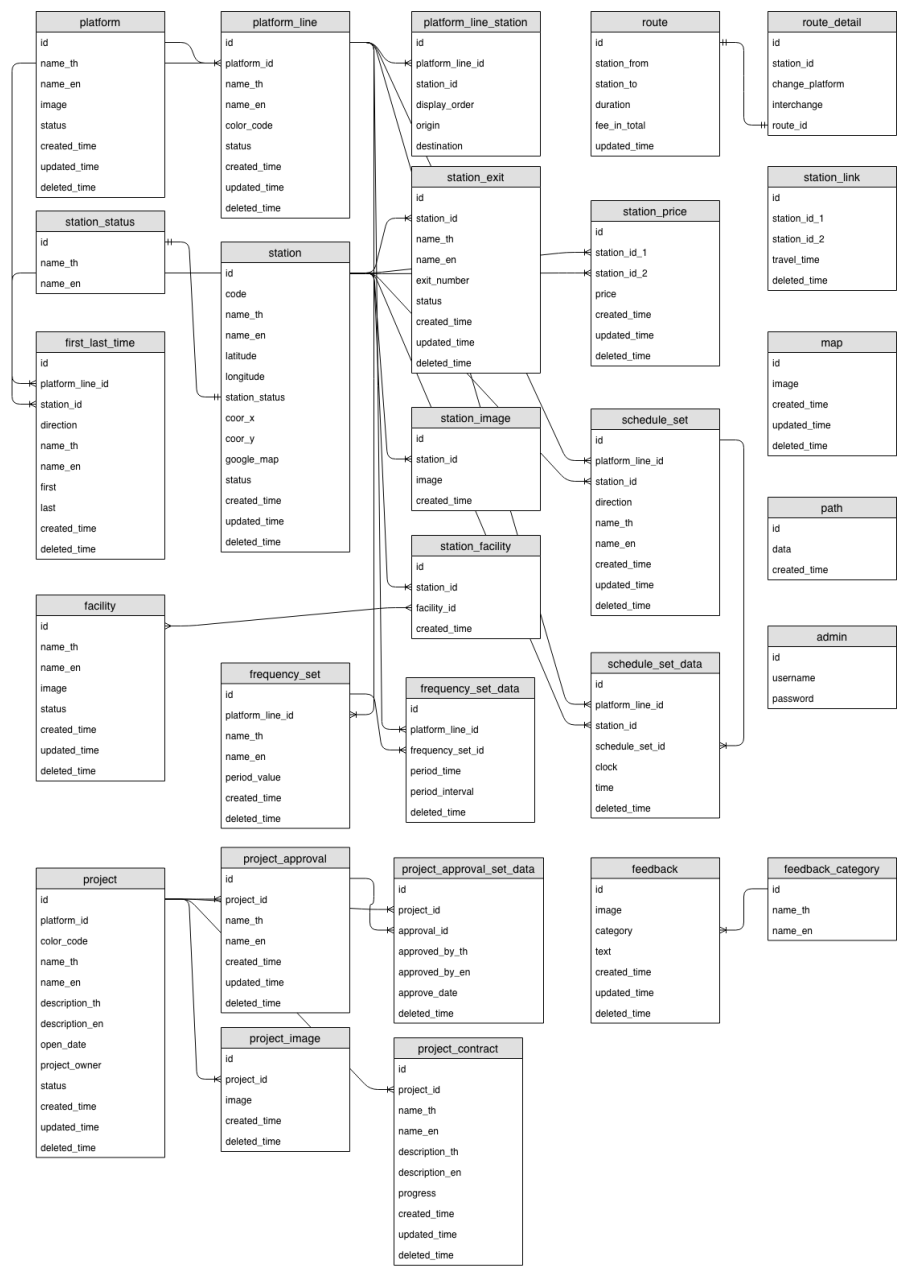 platform
id
name_th
name_en
image
status
created_time
updated_time
deleted_time
platform_line
id
platform_id
name_th
name_en
color_code
status
created_time
updated_time
deleted_time
platform_line_station
id
platform_line_id
station_id
display_order
origin
destination
route
id
station_from
station_to
duration
fee_in_total
updated_time
route_detail
id
station_id
change_platform
interchange
route_id
station_status
id
name_th
name_en
station
id
code
name_th
name_en
latitude
longitude
station_status
coor_x
coor_y
google_map
status
created_time
updated_time
deleted_time
station_exit
id
station_id
name_th
name_en
exit_number
status
created_time
updated_time
deleted_time
station_price
id
station_id_1
station_id_2
price
created_time
updated_time
deleted_time
station_link
id
station_id_1
station_id_2
travel_time
deleted_time
first_last_time
id
platform_line_id
station_id
direction
name_th
name_en
first
last
created_time
deleted_time
station_image
id
station_id
image
created_time
schedule_set
id
platform_line_id
station_id
direction
name_th
name_en
created_time
updated_time
deleted_time
map
id
image
created_time
updated_time
deleted_time
path
id
data
created_time
station_facility
id
station_id
facility_id
created_time
facility
id
name_th
name_en
image
status
created_time
updated_time
deleted_time
frequency_set
id
platform_line_id
name_th
name_en
period_value
created_time
deleted_time
frequency_set_data
id
platform_line_id
frequency_set_id
period_time
period_interval
deleted_time
schedule_set_data
id
platform_line_id
station_id
schedule_set_id
clock
time
deleted_time
admin
id
username
password
project
id
platform_id
color_code
name_th
name_en
description_th
description_en
open_date
project_owner
status
created_time
updated_time
deleted_time
project_approval
id
project_id
name_th
name_en
created_time
updated_time
deleted_time
project_approval_set_data
id
project_id
approval_id
approved_by_th
approved_by_en
approve_date
deleted_time
feedback
id
image
category
text
created_time
updated_time
deleted_time
feedback_category
id
name_th
name_en
project_image
id
project_id
image
created_time
deleted_time
project_contract
id
project_id
name_th
name_en
description_th
description_en
progress
created_time
updated_time
deleted_time